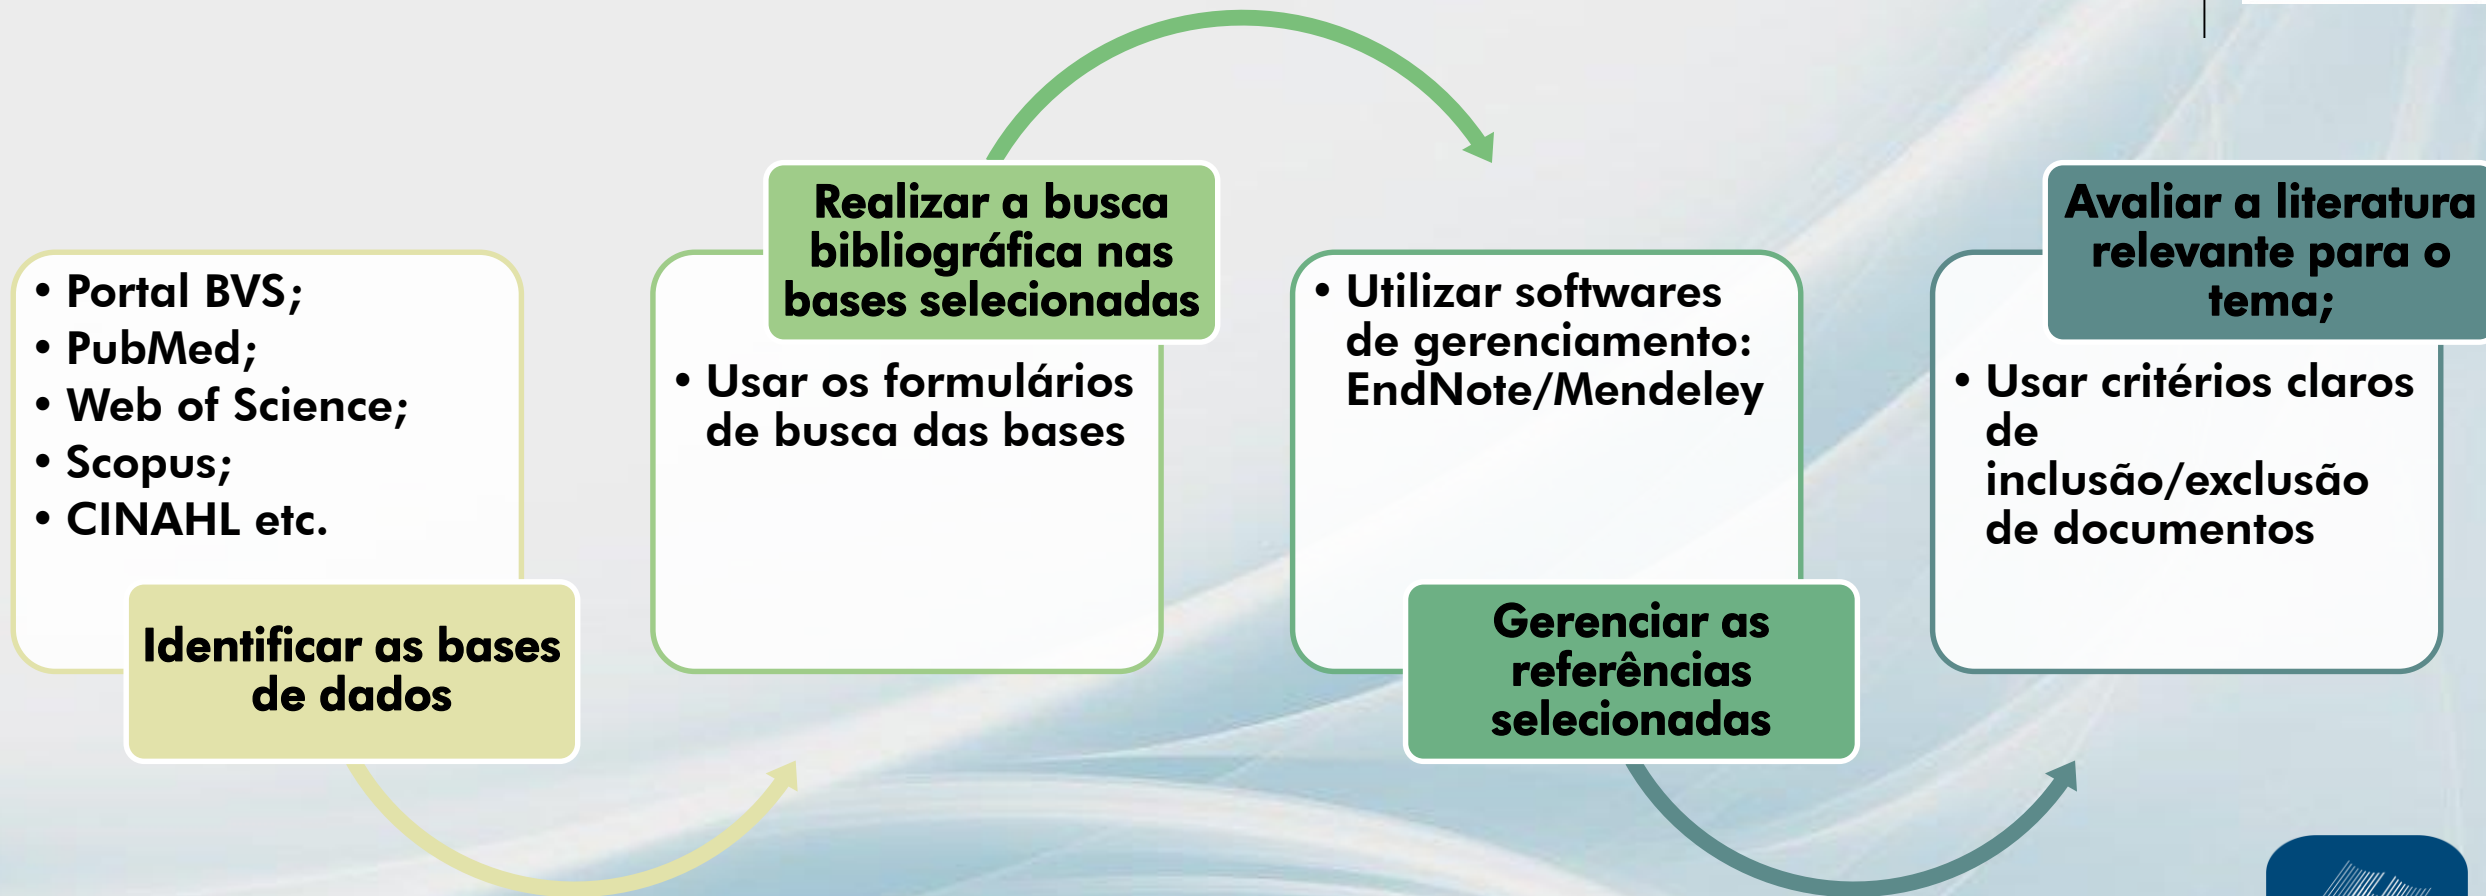 • Portal BVS;
• PubMed;
• Web of Science;
• Scopus;
• CINAHL etc.
Identificar as bases
de dados
Realizar a busca
bibliográfica nas
bases selecionadas
• Usar os formulários
de busca das bases
• Utilizar softwares
de gerenciamento:
EndNote/Mendeley
Gerenciar as
referências
selecionadas
Avaliar a literatura
relevante para o
tema;
• Usar critérios claros
de
inclusão/exclusão
de documentos